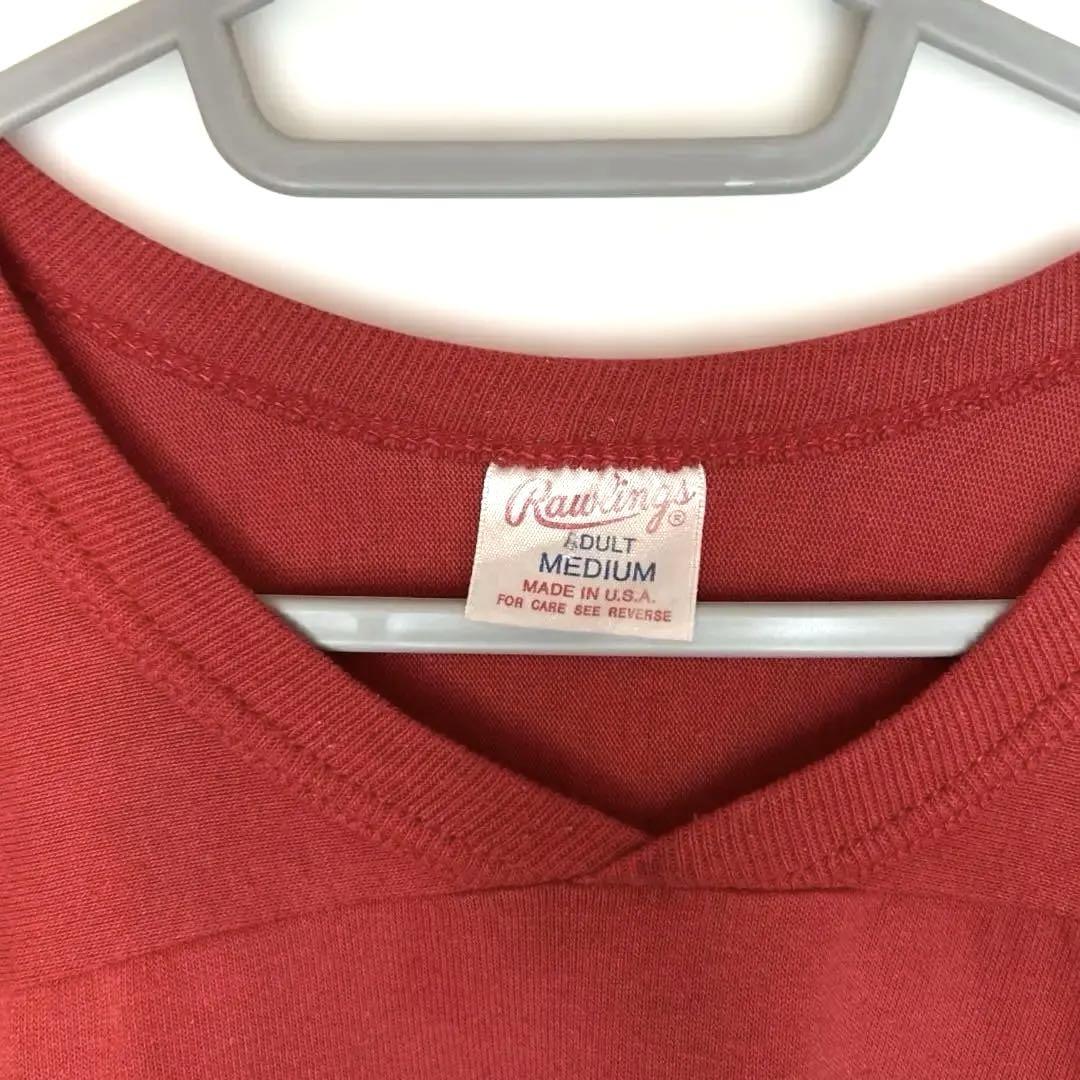 Rawlings®
ADULT
MEDIUM
MADE IN U.S.A.
FOR CARE SEE REVERSE